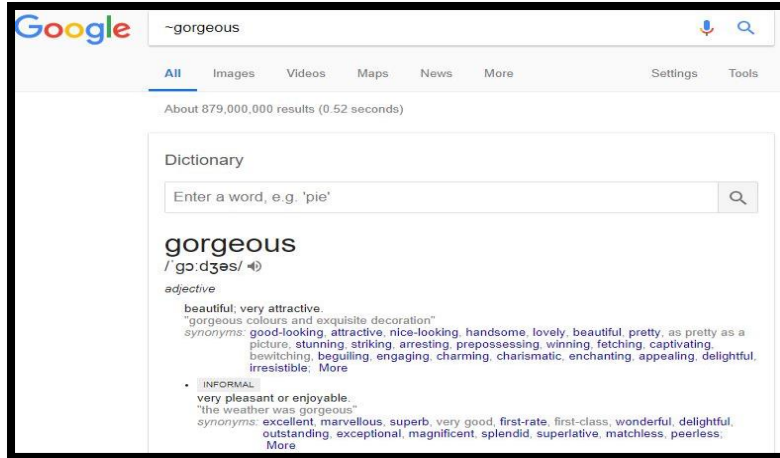 Google
~gorgeous
All Images Videos Maps News More Settings Tools
About 879,000,000 results (0.52 seconds)
Dictionary
Enter a word, e.g. 'pie'
gorgeous
/ˈɡɔːdʒəs/
adjective
beautiful; very attractive.
"gorgeous colours and exquisite decoration"
synonyms: good-looking, attractive, nice-looking, handsome, lovely, beautiful, pretty, as pretty as a
picture, stunning, striking, arresting, prepossessing, winning, fetching, captivating,
bewitching, beguiling, engaging, charming, charismatic, enchanting, appealing, delightful,
irresistible; More
• INFORMAL
very pleasant or enjoyable.
"the weather was gorgeous"
synonyms: excellent, marvellous, superb, very good, first-rate, first-class, wonderful, delightful,
outstanding, exceptional, magnificent, splendid, superlative, matchless, peerless;
More